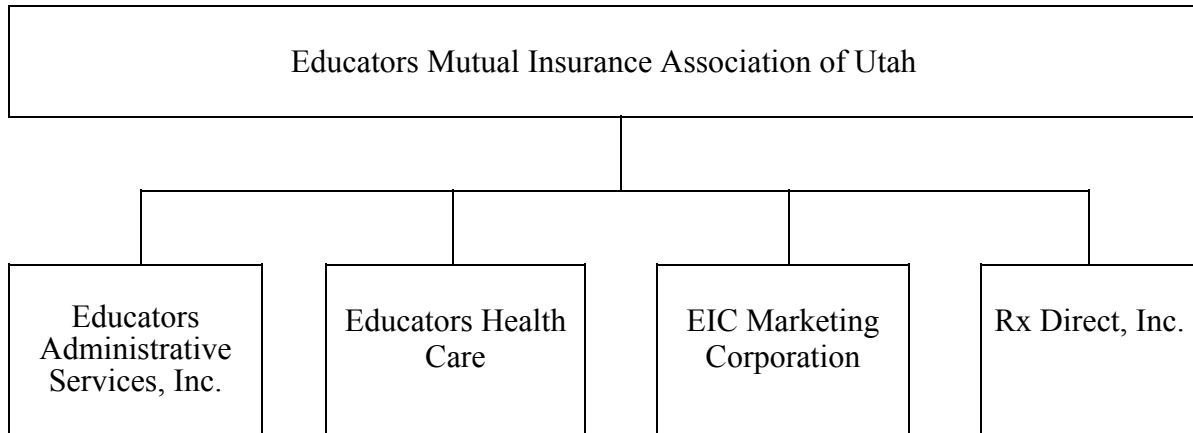 Educators Mutual Insurance Association of Utah
Educators
Administrative
Services, Inc.
Educators Health
Care
EIC Marketing
Corporation
Rx Direct, Inc.